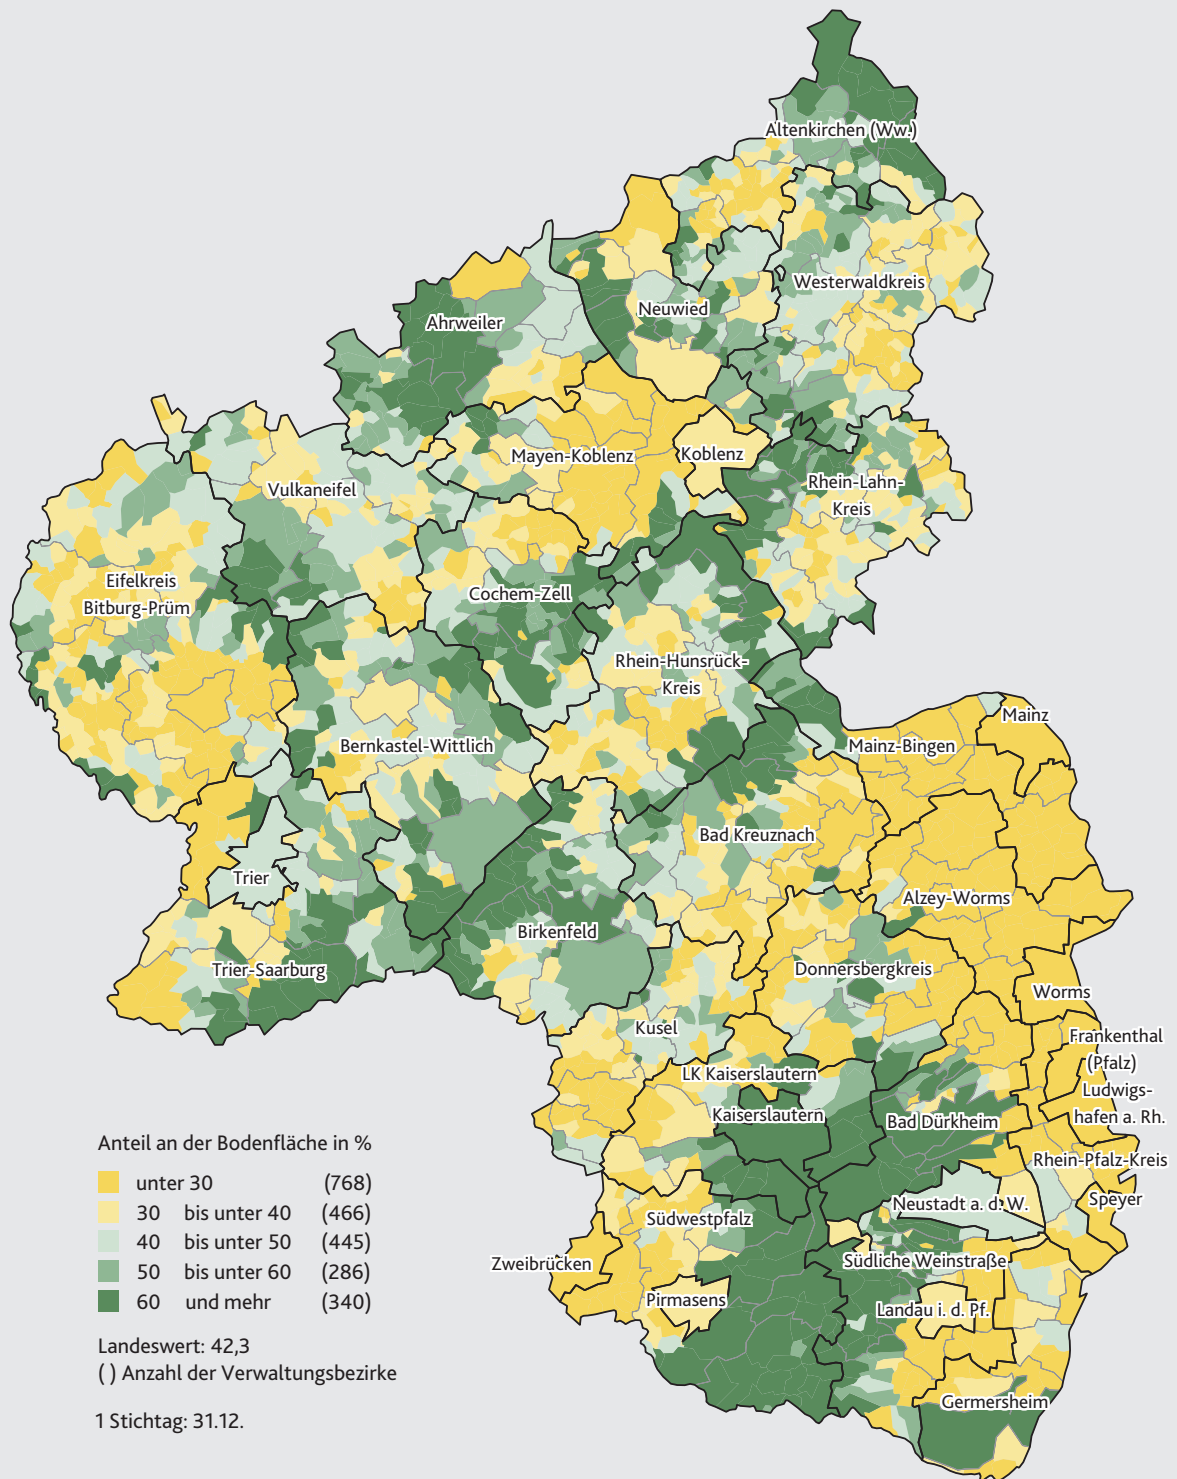 Altenkirchen (Ww.)
Westerwaldkreis
Neuwied
Ahrweiler
Mayen-Koblenz
Koblenz
Vulkaneifel
Rhein-Lahn-
Kreis
Eifelkreis
Bitburg-Prüm
Cochem-Zell
Rhein-Hunsrück-
Kreis
Mainz
Bernkastel-Wittlich
Mainz-Bingen
Bad Kreuznach
Trier
Alzey-Worms
Birkenfeld
Trier-Saarburg
Donnersbergkreis
Worms
Kusel
Frankenthal
(Pfalz)
LK Kaiserslautern
Ludwigs-
hafen a. Rh.
Kaiserslautern
Bad Dürkheim
Rhein-Pfalz-Kreis
Neustadt a. d. W.
Speyer
Südwestpfalz
Zweibrücken
Südliche Weinstraße
Pirmasens
Landau i. d. Pf.
Germersheim
Anteil an der Bodenfläche in %
unter 30 (768)
30 bis unter 40 (466)
40 bis unter 50 (445)
50 bis unter 60 (286)
60 und mehr (340)
Landeswert: 42,3
( ) Anzahl der Verwaltungsbezirke
1 Stichtag: 31.12.